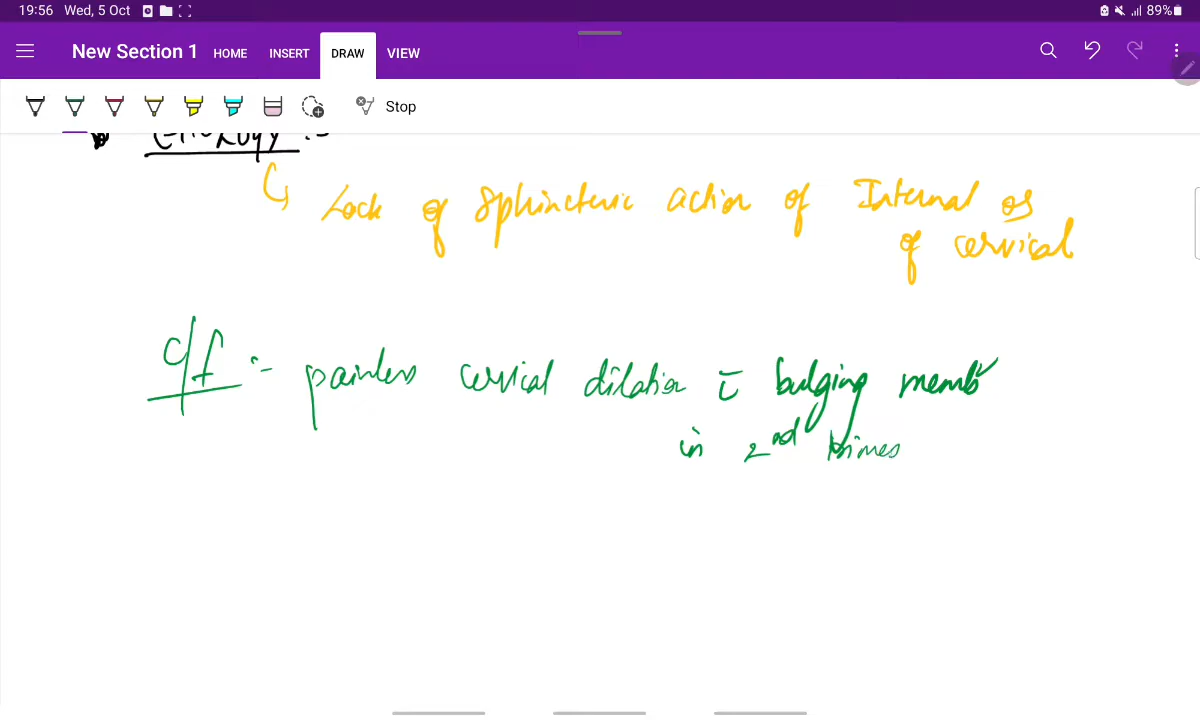 19:56 Wed, 5 Oct 89%
New Section 1 HOME INSERT DRAW VIEW
Stop
Etiology :-
↳ Lack of Sphincteric action of Internal os
of cervical
C/f :- painless cervical dilation c̄ bulging memb
in 2nd trimes